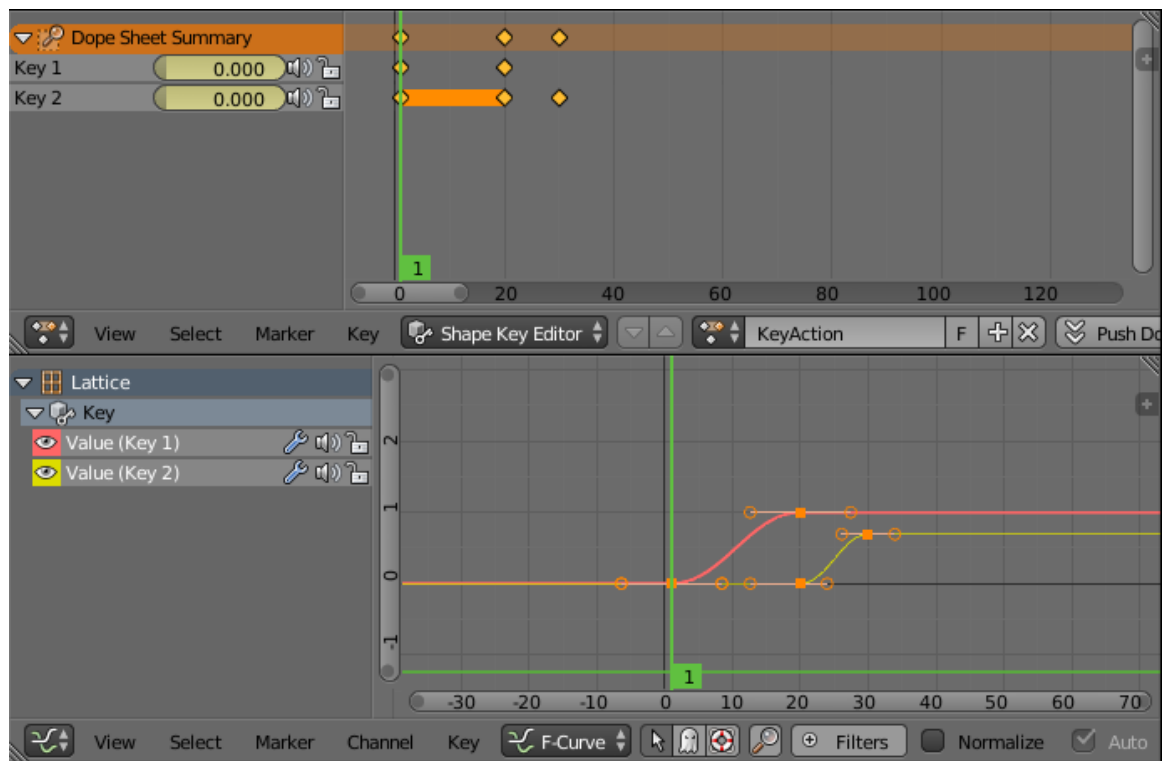 Dope Sheet Summary
Key 1 0.000
Key 2 0.000
1
0 20 40 60 80 100 120
View Select Marker Key Shape Key Editor KeyAction F Push Do
Lattice
Key
Value (Key 1)
Value (Key 2)
2
1
0
-1
1
-30 -20 -10 0 10 20 30 40 50 60 70
View Select Marker Channel Key F-Curve Filters Normalize Auto